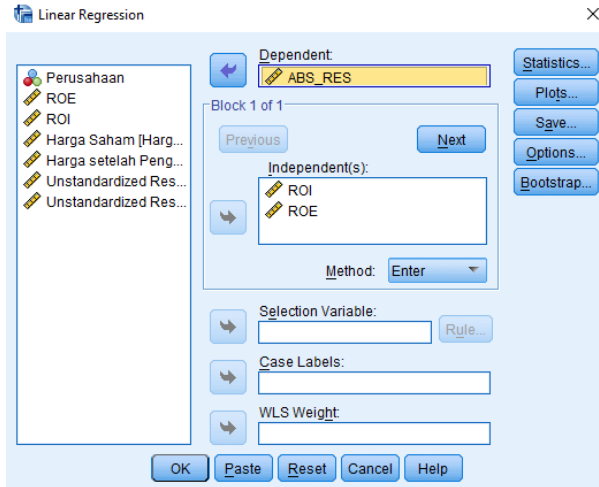 Linear Regression
Perusahaan
ROE
ROI
Harga Saham [Harg...
Harga setelah Peng...
Unstandardized Res...
Unstandardized Res...
Dependent:
ABS_RES
Block 1 of 1
Previous
Next
Independent(s):
ROI
ROE
Method: Enter
Selection Variable:
Rule...
Case Labels:
WLS Weight:
Statistics...
Plots...
Save...
Options...
Bootstrap...
OK Paste Reset Cancel Help